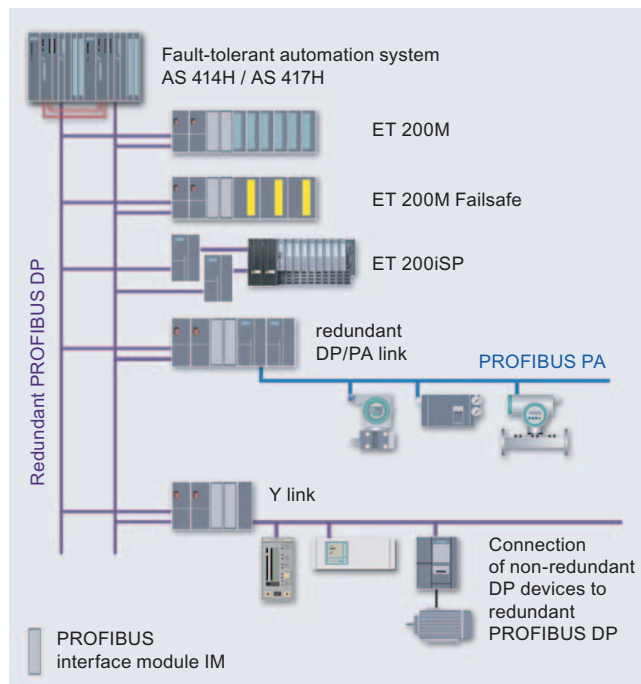 Fault-tolerant automation system
AS 414H / AS 417H
ET 200M
ET 200M Failsafe
ET 200iSP
Redundant PROFIBUS DP
redundant
DP/PA link
PROFIBUS PA
Y link
Connection
of non-redundant
DP devices to
redundant
PROFIBUS DP
PROFIBUS
interface module IM